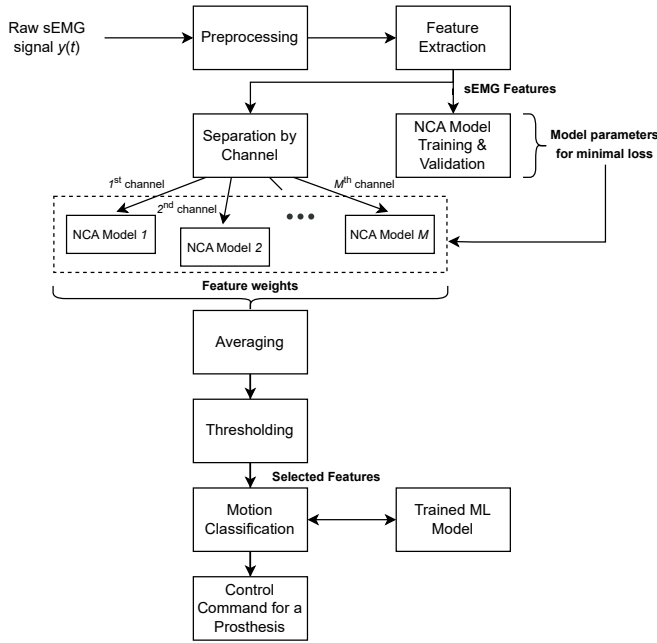 Raw sEMG
signal y(t)
Preprocessing
Feature
Extraction
sEMG Features
Separation by
Channel
NCA Model
Training &
Validation
Model parameters
for minimal loss
1st channel
2nd channel
Mth channel
NCA Model 1
NCA Model 2
NCA Model M
Feature weights
Averaging
Thresholding
Selected Features
Motion
Classification
Trained ML
Model
Control
Command for a
Prosthesis